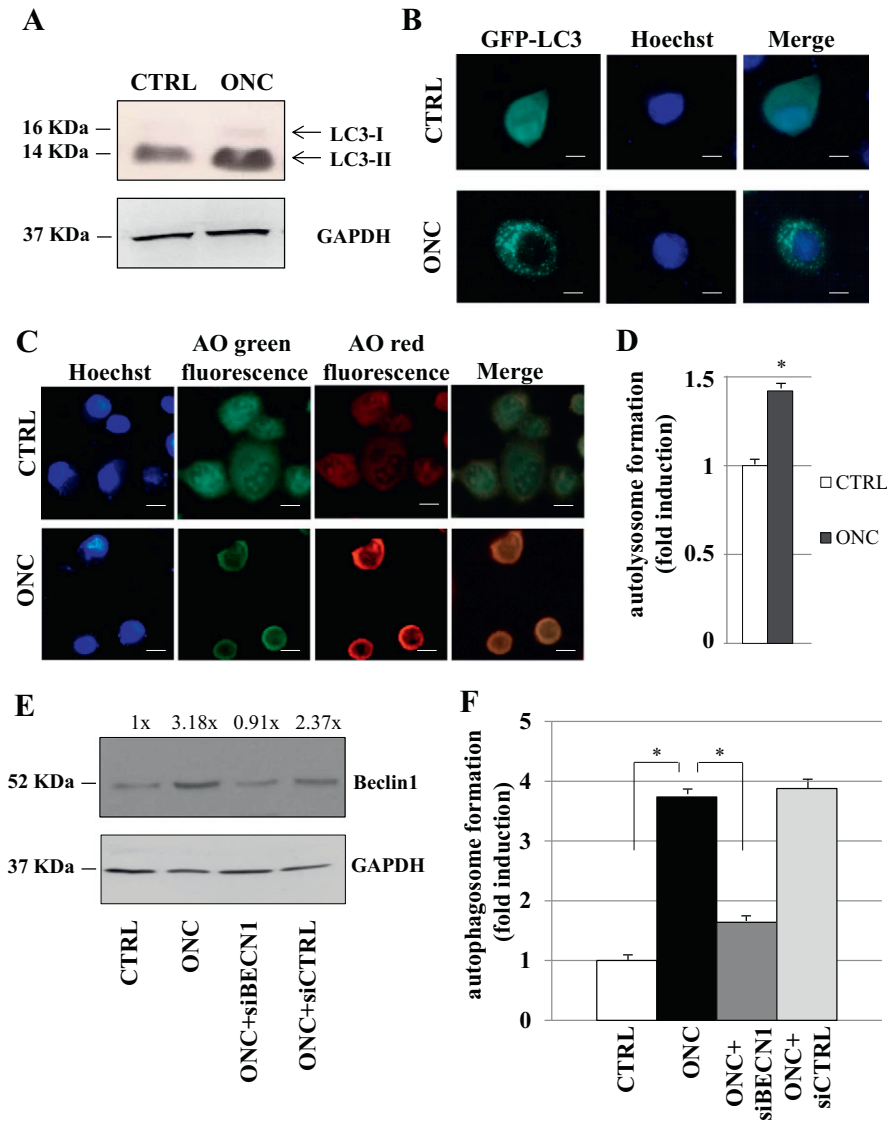 A
CTRL ONC
16 KDa
14 KDa
LC3-I
LC3-II
37 KDa
GAPDH
B
GFP-LC3 Hoechst Merge
CTRL
ONC
C
Hoechst
AO green
fluorescence
AO red
fluorescence
Merge
CTRL
ONC
D
autolysosome formation
(fold induction)
1.5
1
0.5
0
*
CTRL
ONC
E
1x 3.18x 0.91x 2.37x
52 KDa
Beclin1
37 KDa
GAPDH
CTRL
ONC
ONC+siBECN1
ONC+siCTRL
F
autophagosome formation
(fold induction)
5
4
3
2
1
0
* *
CTRL
ONC
ONC+
siBECN1
ONC+
siCTRL